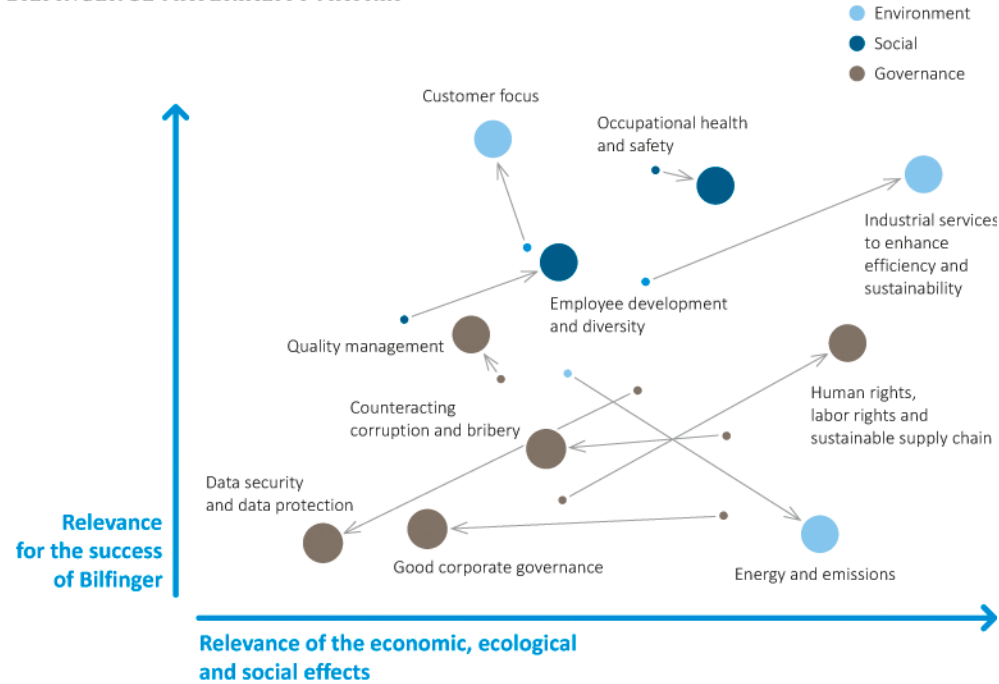 Environment
Social
Governance
Customer focus
Occupational health
and safety
Industrial services
to enhance
efficiency and
sustainability
Employee development
and diversity
Quality management
Human rights,
labor rights and
sustainable supply chain
Counteracting
corruption and bribery
Data security
and data protection
Good corporate governance
Energy and emissions
Relevance
for the success
of Bilfinger
Relevance of the economic, ecological
and social effects